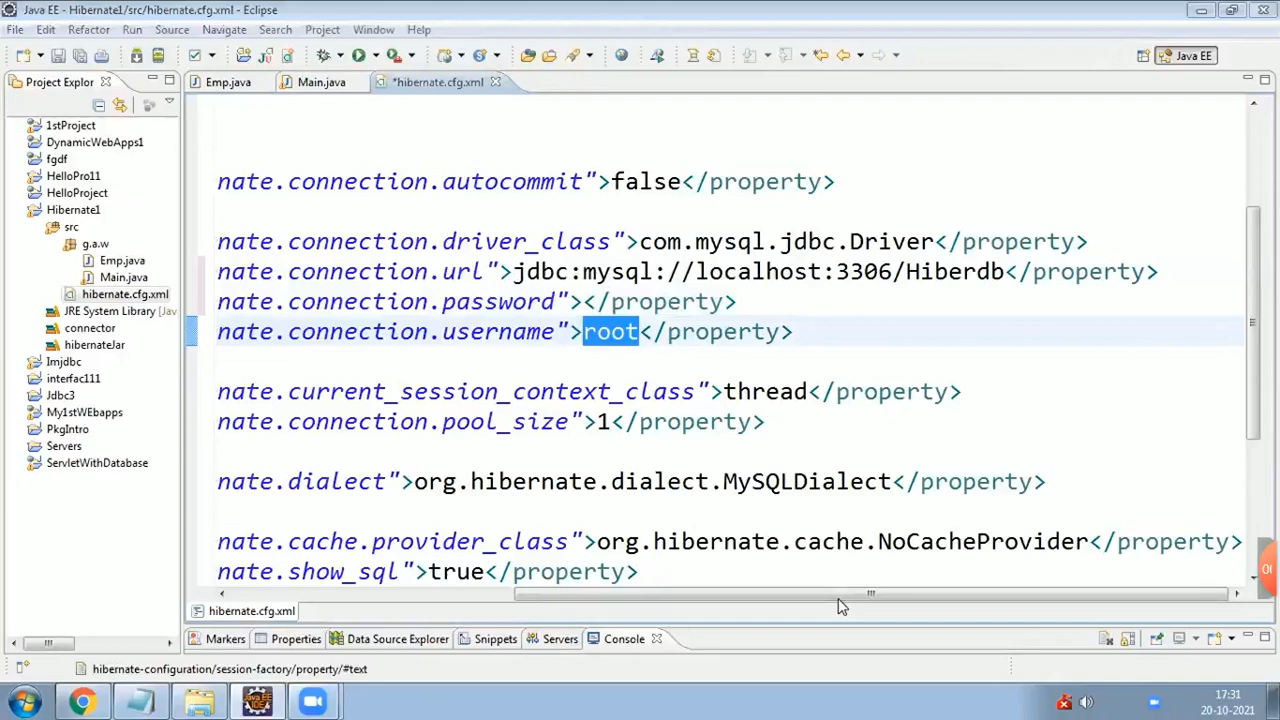 Java EE - Hibernate1/src/hibernate.cfg.xml - Eclipse
File Edit Refactor Run Source Navigate Search Project Window Help
Java EE
Project Explor
Emp.java Main.java *hibernate.cfg.xml
1stProject
DynamicWebApps1
fgdf
HelloPro11
HelloProject
Hibernate1
src
g.a.w
Emp.java
Main.java
hibernate.cfg.xml
JRE System Library [Jav
connector
hibernateJar
Imjdbc
interfac111
Jdbc3
My1stWEbapps
PkgIntro
Servers
ServletWithDatabase
nate.connection.autocommit">false</property>
nate.connection.driver_class">com.mysql.jdbc.Driver</property>
nate.connection.url">jdbc:mysql://localhost:3306/Hiberdb</property>
nate.connection.password"></property>
nate.connection.username">root</property>
nate.current_session_context_class">thread</property>
nate.connection.pool_size">1</property>
nate.dialect">org.hibernate.dialect.MySQLDialect</property>
nate.cache.provider_class">org.hibernate.cache.NoCacheProvider</property>
nate.show_sql">true</property>
hibernate.cfg.xml
Markers Properties Data Source Explorer Snippets Servers Console
hibernate-configuration/session-factory/property/#text
Java EE
IDE
17:31
20-10-2021